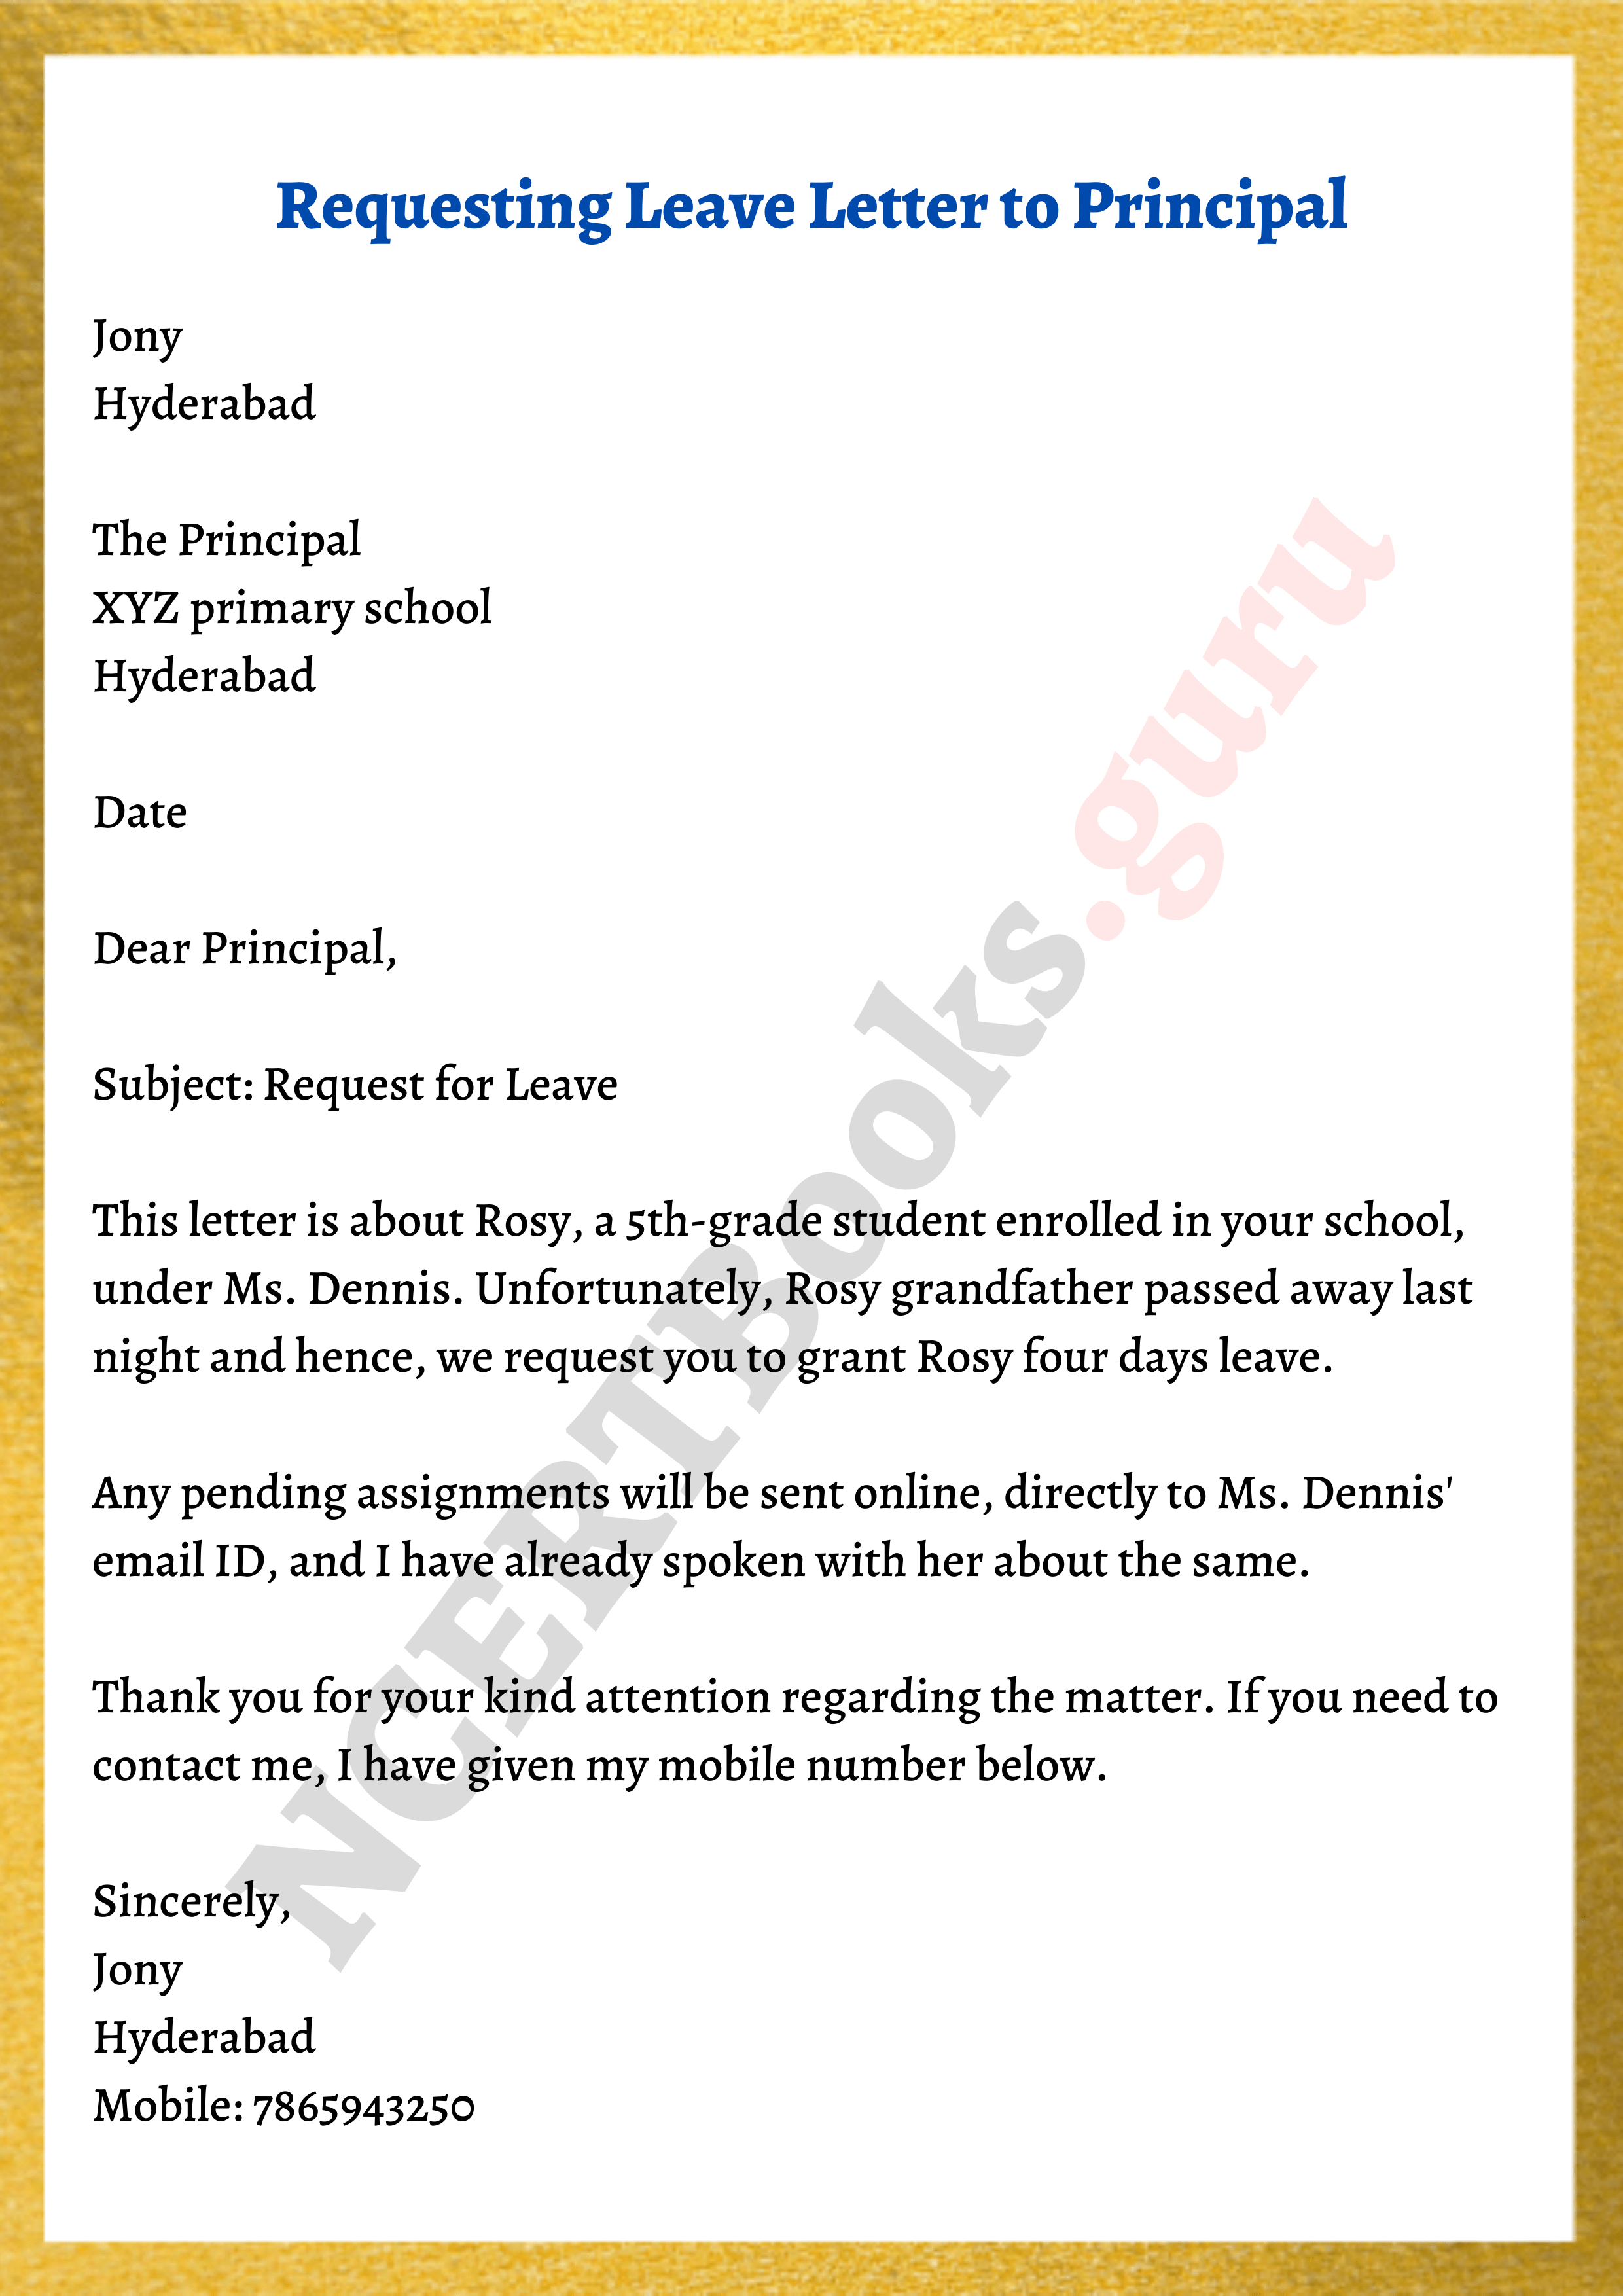 Requesting Leave Letter to Principal
Jony
Hyderabad
The Principal
XYZ primary school
Hyderabad
Date
Dear Principal,
Subject: Request for Leave
This letter is about Rosy, a 5th-grade student enrolled in your school,
under Ms. Dennis. Unfortunately, Rosy grandfather passed away last
night and hence, we request you to grant Rosy four days leave.
Any pending assignments will be sent online, directly to Ms. Dennis'
email ID, and I have already spoken with her about the same.
Thank you for your kind attention regarding the matter. If you need to
contact me, I have given my mobile number below.
Sincerely,
Jony
Hyderabad
Mobile: 7865943250
NCERTBooks.guru